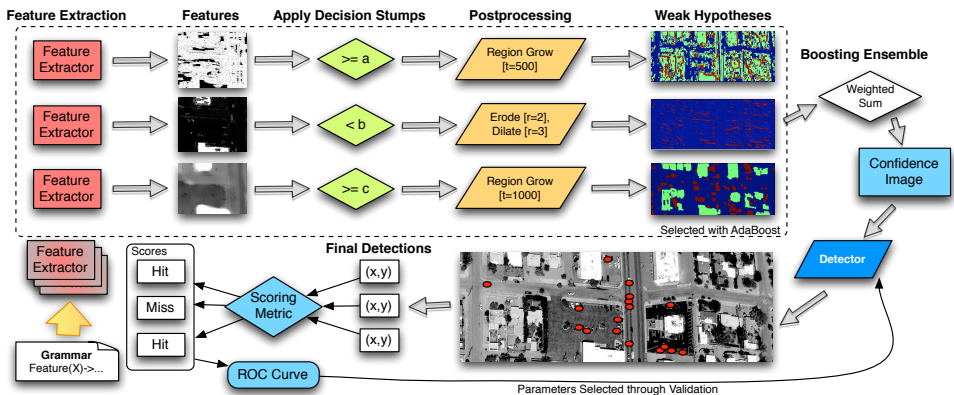 Feature Extraction
Features
Apply Decision Stumps
Postprocessing
Weak Hypotheses
Feature
Extractor
>= a
Region Grow
[t=500]
Boosting Ensemble
Weighted
Sum
Feature
Extractor
< b
Erode [r=2],
Dilate [r=3]
Confidence
Image
Feature
Extractor
>= c
Region Grow
[t=1000]
Selected with AdaBoost
Feature
Extractor
Scores
Hit
Miss
Hit
Final Detections
Scoring
Metric
(x,y)
(x,y)
(x,y)
Detector
Grammar
Feature(X)->...
ROC Curve
Parameters Selected through Validation